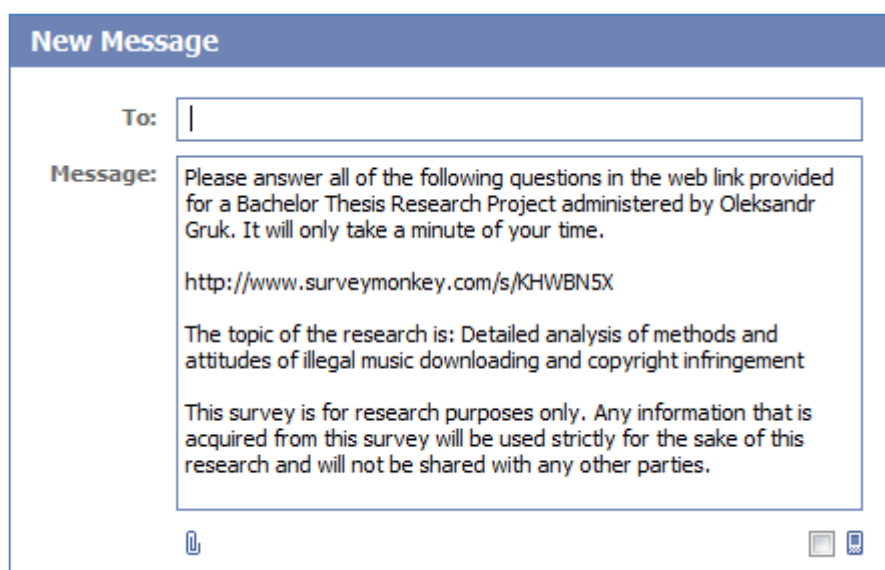 New Message
To:
Message:
Please answer all of the following questions in the web link provided
for a Bachelor Thesis Research Project administered by Oleksandr
Gruk. It will only take a minute of your time.
http://www.surveymonkey.com/s/KHWBN5X
The topic of the research is: Detailed analysis of methods and
attitudes of illegal music downloading and copyright infringement
This survey is for research purposes only. Any information that is
acquired from this survey will be used strictly for the sake of this
research and will not be shared with any other parties.